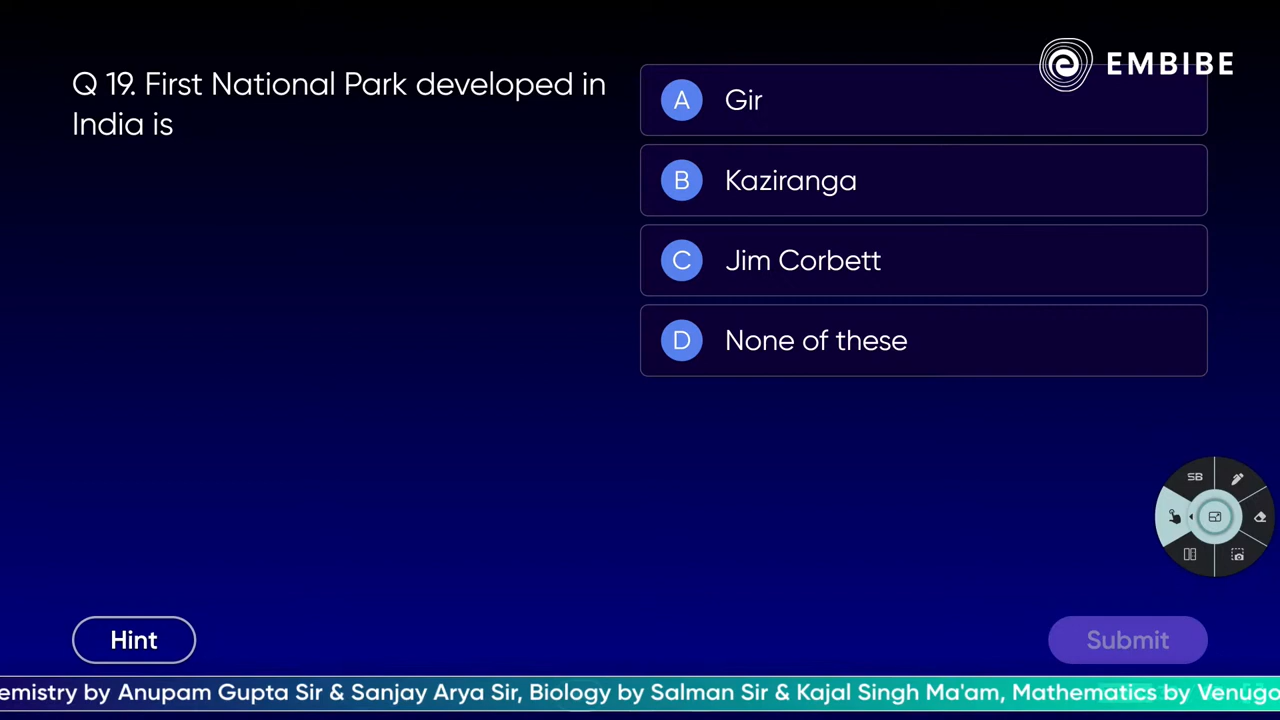 EMBIBE
Q 19. First National Park developed in
India is
A Gir
B Kaziranga
C Jim Corbett
D None of these
SB
Hint
Submit
emistry by Anupam Gupta Sir & Sanjay Arya Sir, Biology by Salman Sir & Kajal Singh Ma'am, Mathematics by Venugo